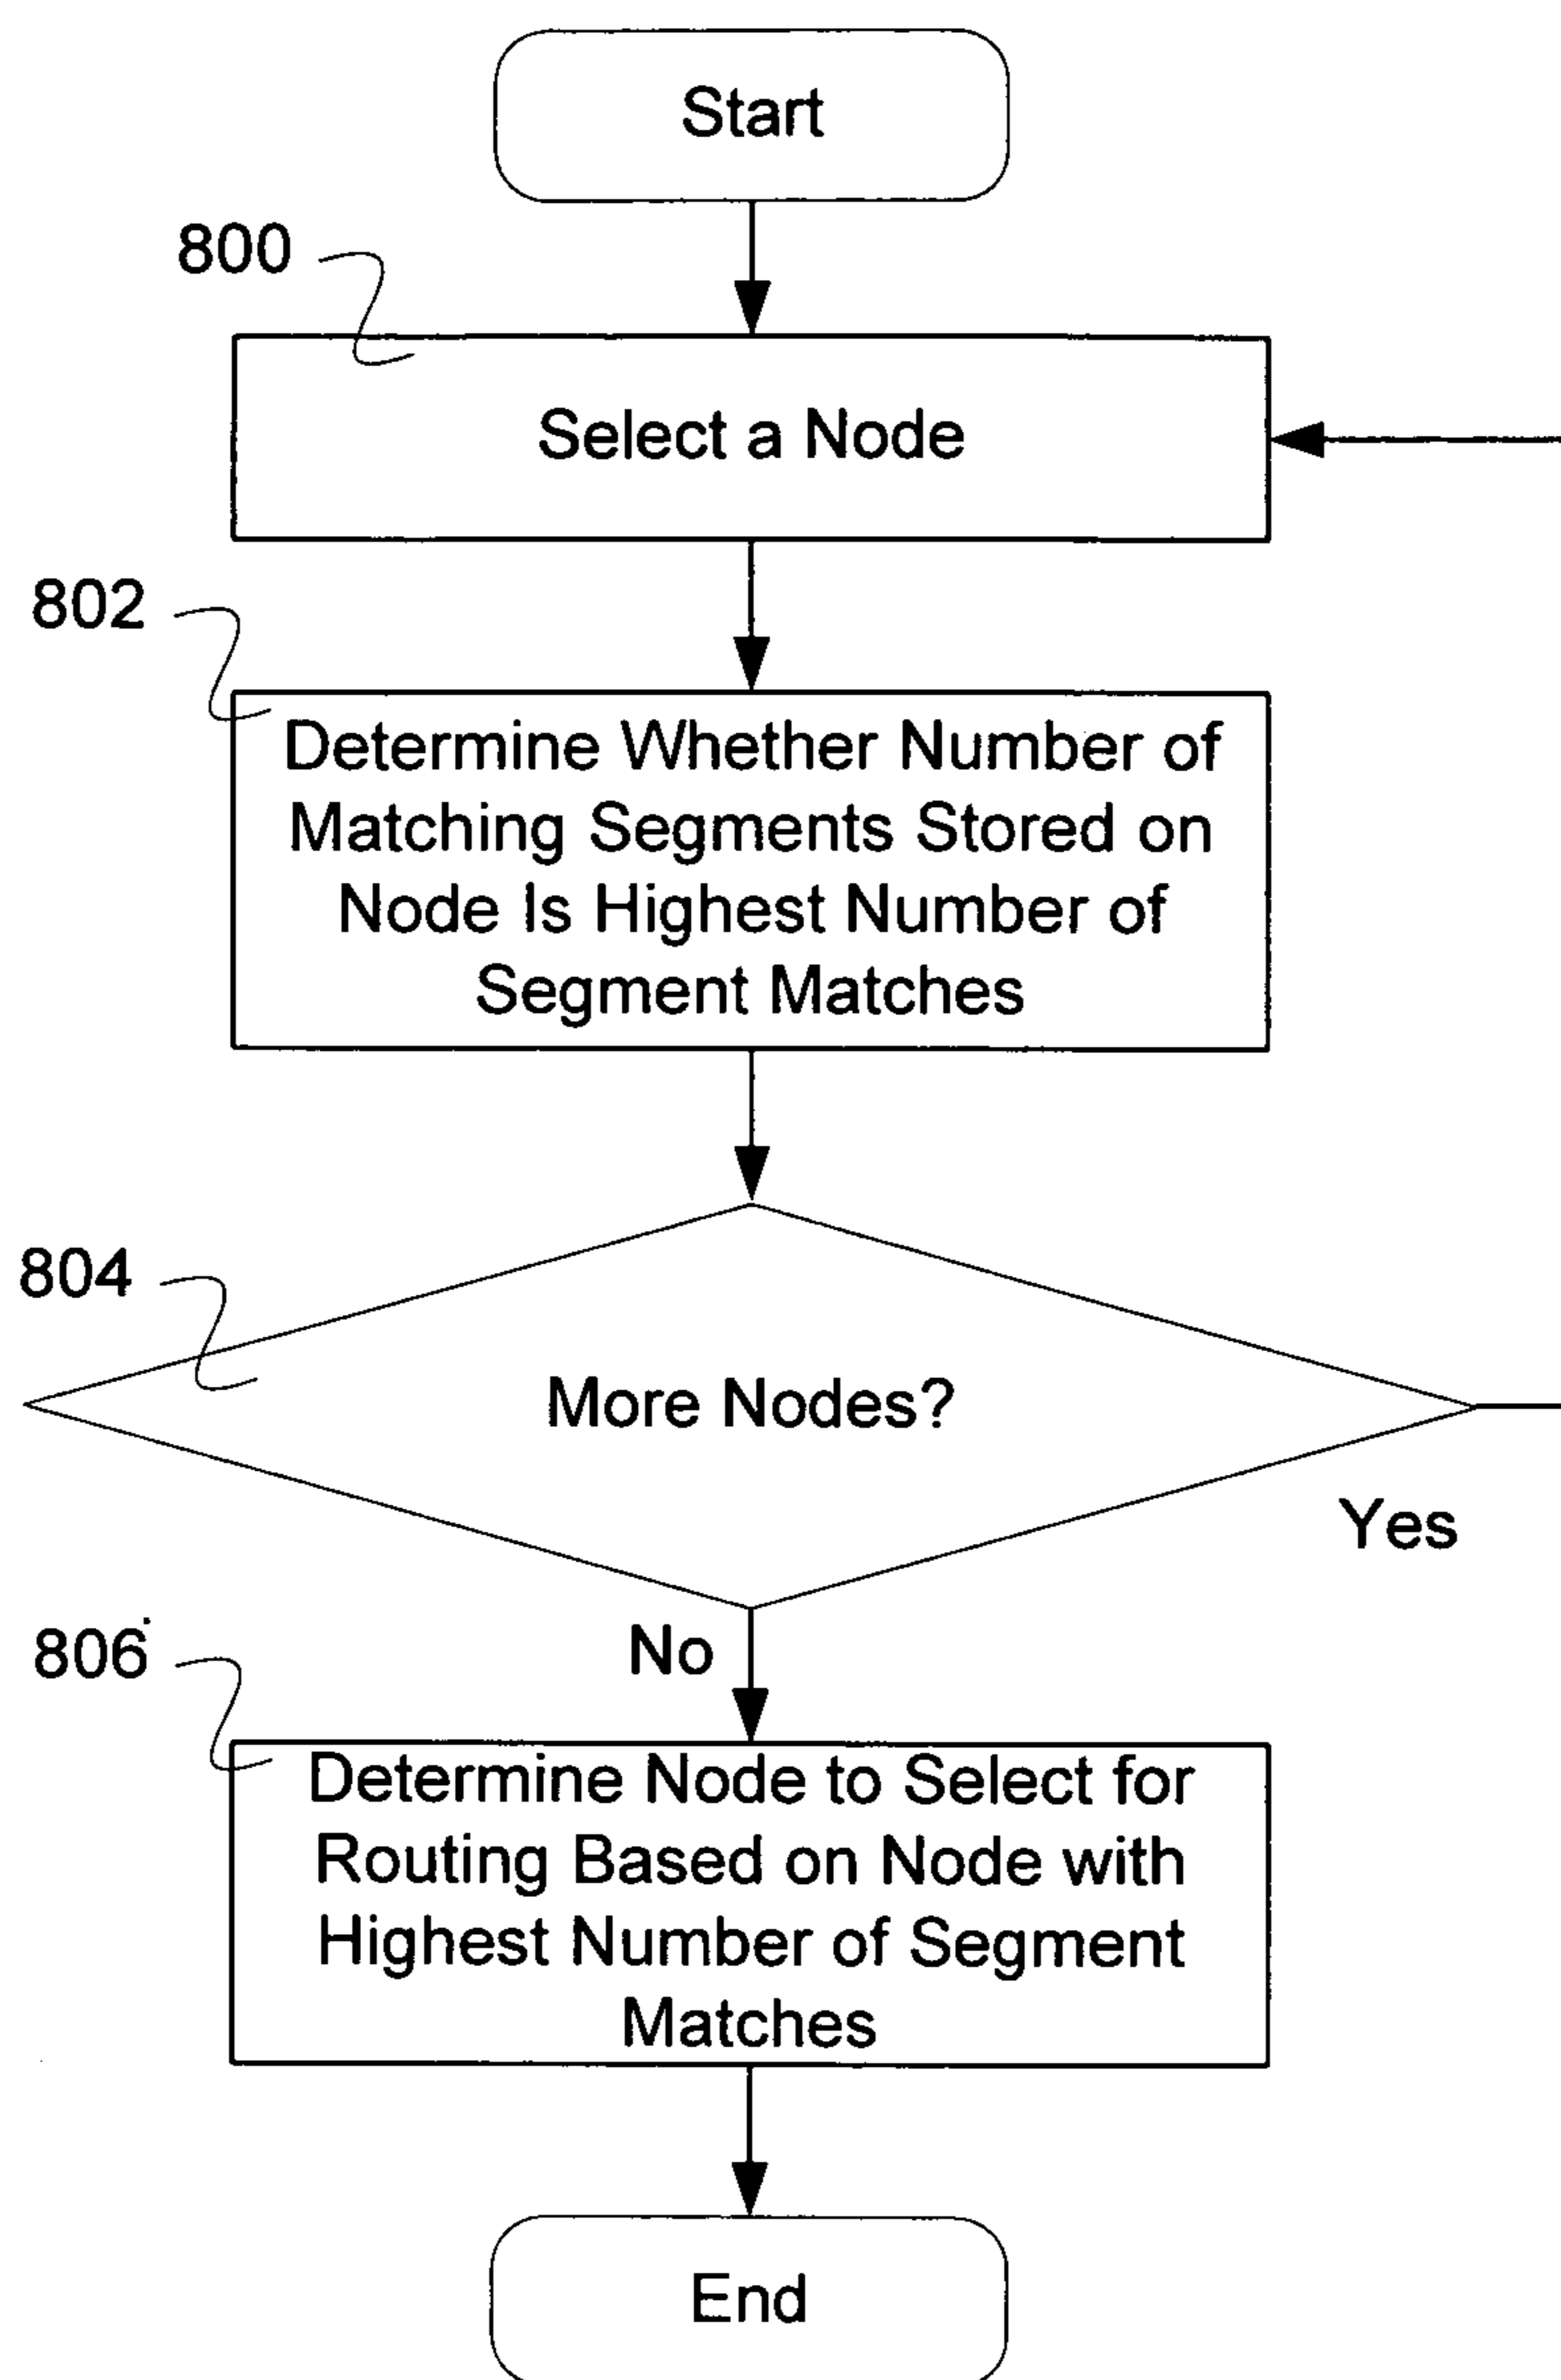 Start
800
Select a Node
802
Determine Whether Number of
Matching Segments Stored on
Node Is Highest Number of
Segment Matches
804
More Nodes?
Yes
No
806
Determine Node to Select for
Routing Based on Node with
Highest Number of Segment
Matches
End